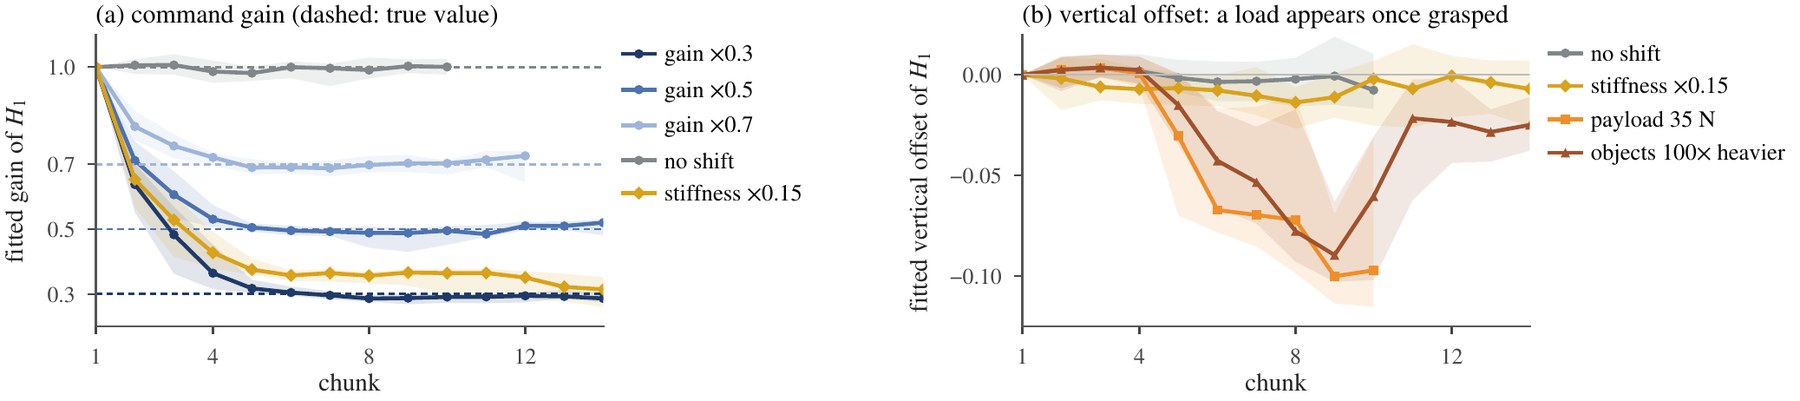 (a) command gain (dashed: true value)
fitted gain of H1
1.0
0.7
0.5
0.3
1
4
8
12
chunk
gain ×0.3
gain ×0.5
gain ×0.7
no shift
stiffness ×0.15
(b) vertical offset: a load appears once grasped
fitted vertical offset of H1
0.00
−0.05
−0.10
1
4
8
12
chunk
no shift
stiffness ×0.15
payload 35 N
objects 100× heavier